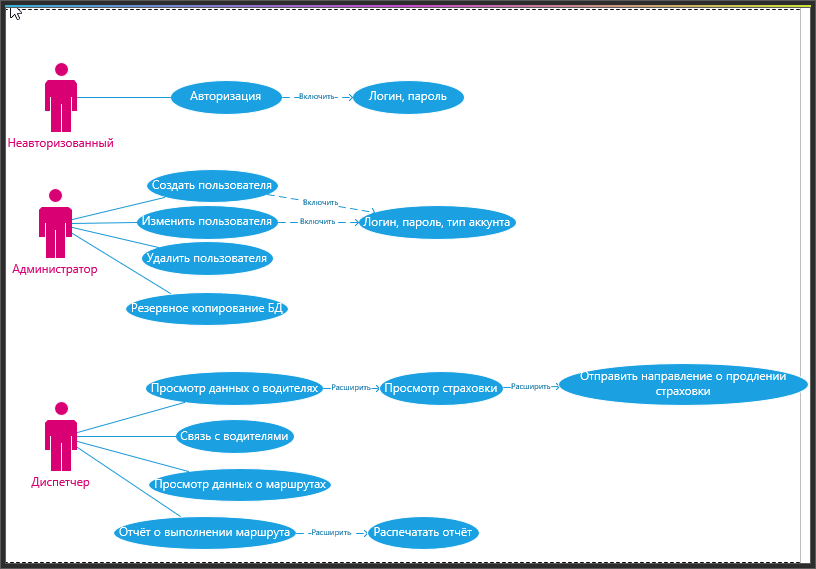 Авторизация
Включить
Логин, пароль
Неавторизованный
Создать пользователя
Включить
Изменить пользователя
Включить
Логин, пароль, тип аккунта
Удалить пользователя
Администратор
Резервное копирование БД
Просмотр данных о водителях
Расширить
Просмотр страховки
Расширить
Отправить направление о продлении
страховки
Связь с водителями
Диспетчер
Просмотр данных о маршрутах
Отчёт о выполнении маршрута
Расширить
Распечатать отчёт